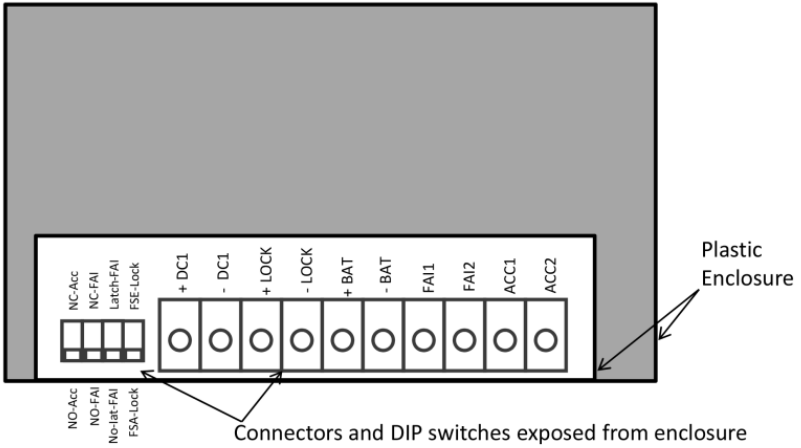 NC-Acc
NC-FAI
Latch-FAI
FSE-Lock
+ DC1
- DC1
+ LOCK
- LOCK
+ BAT
- BAT
FAI1
FAI2
ACC1
ACC2
Plastic
Enclosure
NO-Acc
NO-FAI
No-lat-FAI
FSA-Lock
Connectors and DIP switches exposed from enclosure